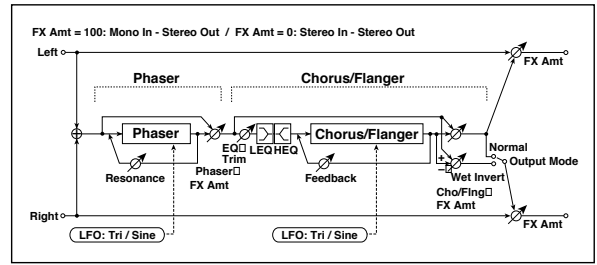 FX Amt = 100: Mono In - Stereo Out / FX Amt = 0: Stereo In - Stereo Out
Left
FX Amt
Phaser
Chorus/Flanger
Phaser
EQ□
Trim
LEQ
HEQ
Chorus/Flanger
Normal
Output Mode
+
−
Resonance
Phaser□
FX Amt
Feedback
Wet Invert
Cho/Flng□
FX Amt
Right
FX Amt
LFO: Tri / Sine
LFO: Tri / Sine